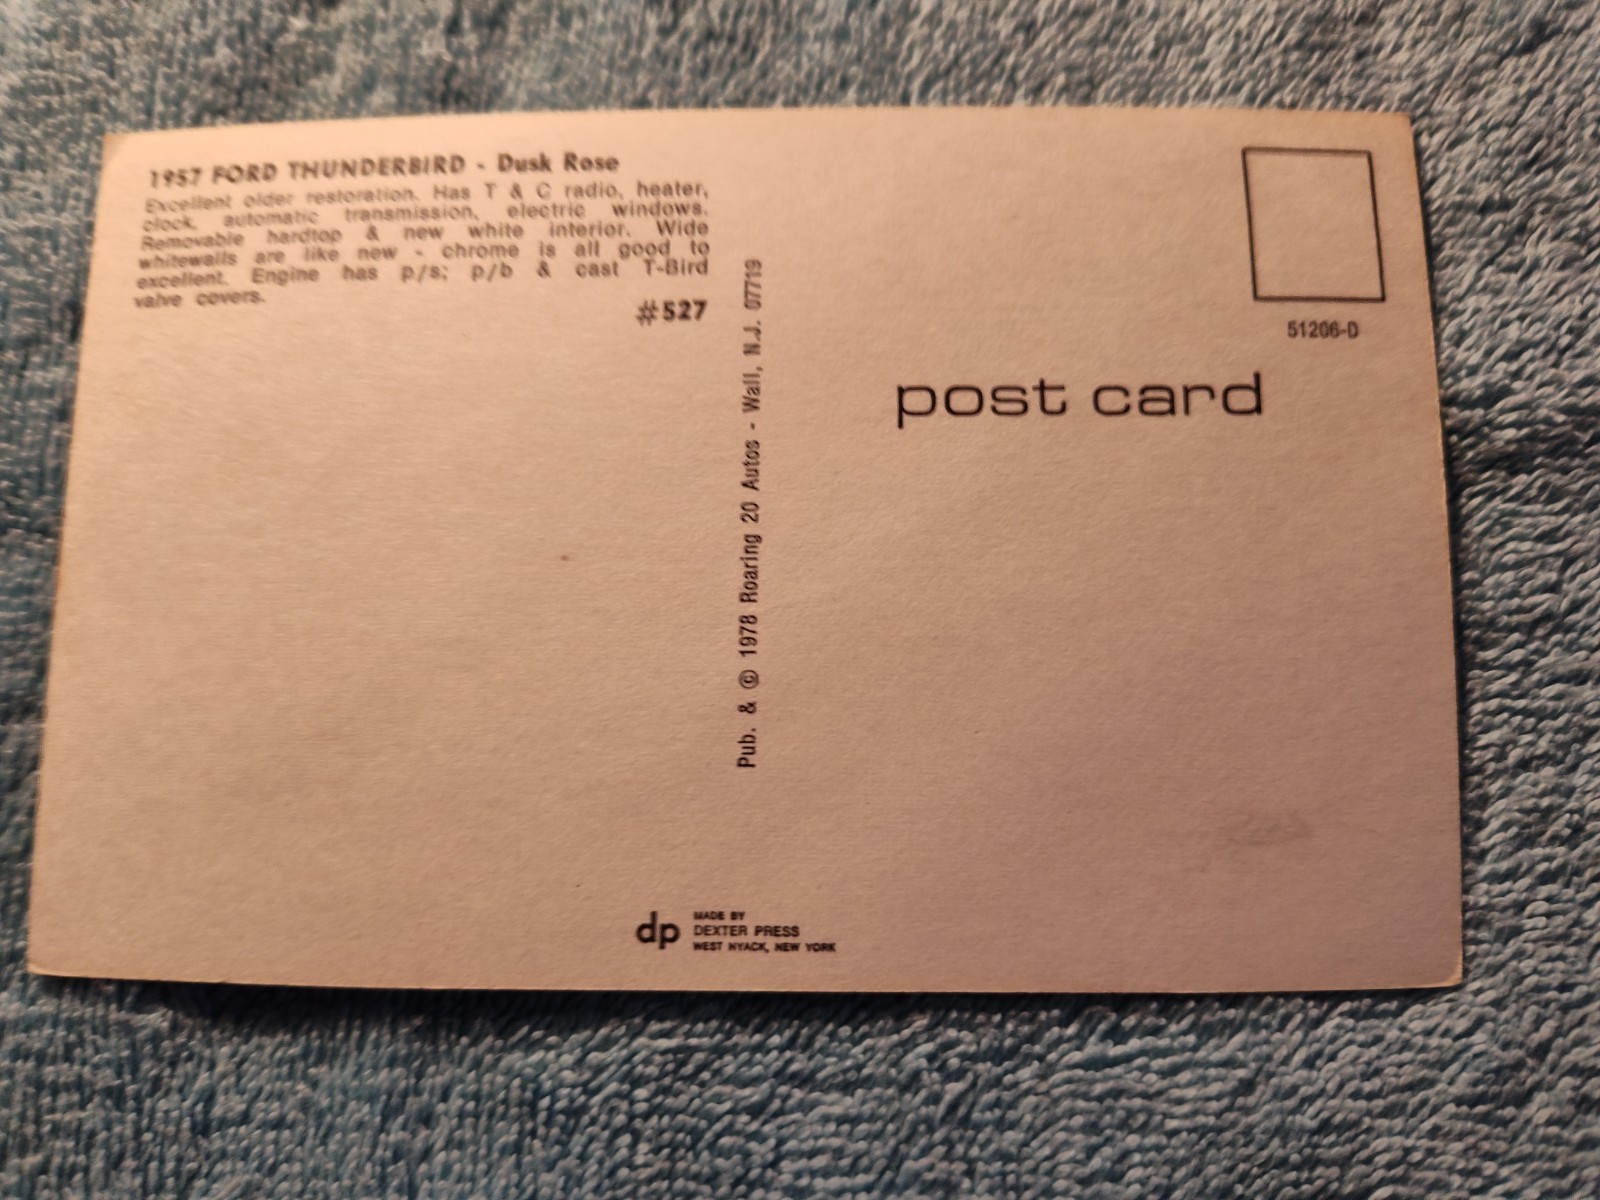 1957 FORD THUNDERBIRD - Dusk Rose
Excellent older restoration. Has T & C radio, heater,
clock, automatic transmission, electric windows.
Removable hardtop & new white interior. Wide
whitewalls are like new - chrome is all good to
excellent. Engine has p/s; p/b & cast T-Bird
valve covers.
#527
Pub. & © 1978 Roaring 20 Autos - Wall, N.J. 07719
51206-D
post card
dp
MADE BY
DEXTER PRESS
WEST NYACK, NEW YORK